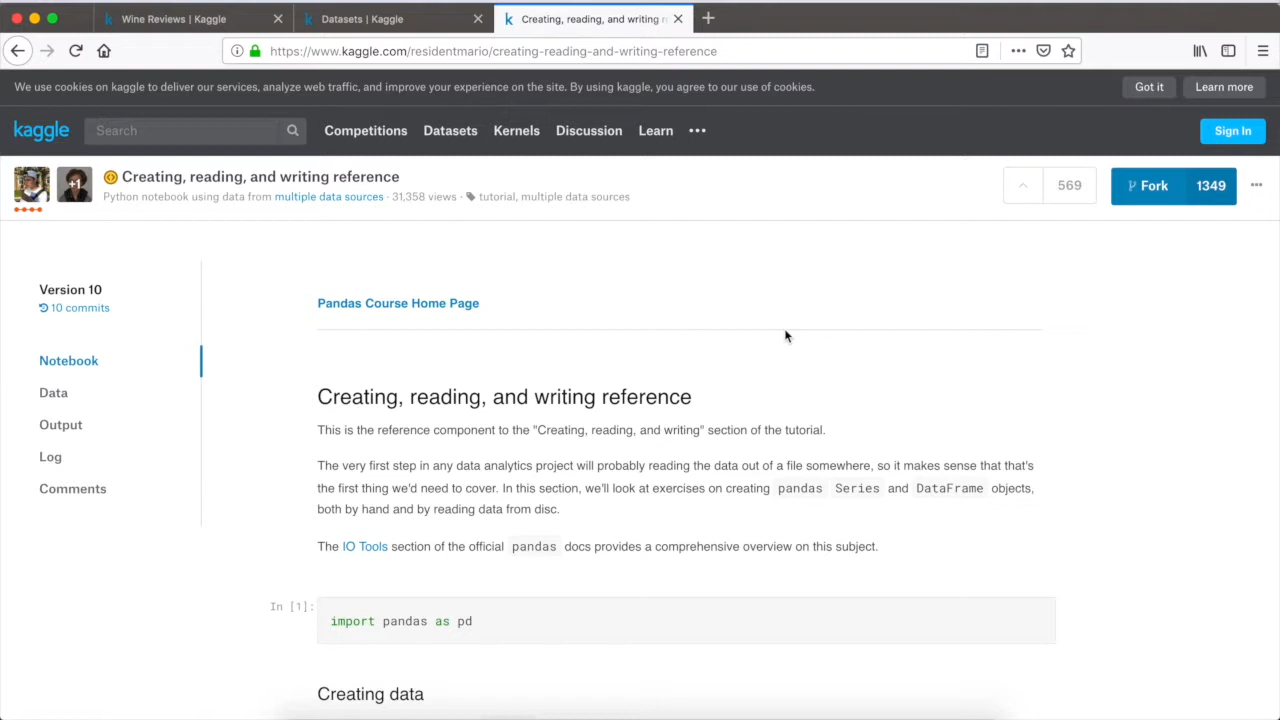 Wine Reviews | Kaggle
Datasets | Kaggle
Creating, reading, and writing r
https://www.kaggle.com/residentmario/creating-reading-and-writing-reference
We use cookies on kaggle to deliver our services, analyze web traffic, and improve your experience on the site. By using kaggle, you agree to our use of cookies.
Got it
Learn more
kaggle
Search
Competitions
Datasets
Kernels
Discussion
Learn
Sign In
+1
Creating, reading, and writing reference
Python notebook using data from multiple data sources · 31,358 views · tutorial, multiple data sources
569
Fork
1349
Version 10
10 commits
Notebook
Data
Output
Log
Comments
Pandas Course Home Page
Creating, reading, and writing reference
This is the reference component to the "Creating, reading, and writing" section of the tutorial.
The very first step in any data analytics project will probably reading the data out of a file somewhere, so it makes sense that that's
the first thing we'd need to cover. In this section, we'll look at exercises on creating pandas Series and DataFrame objects,
both by hand and by reading data from disc.
The IO Tools section of the official pandas docs provides a comprehensive overview on this subject.
In [1]:
import pandas as pd
Creating data